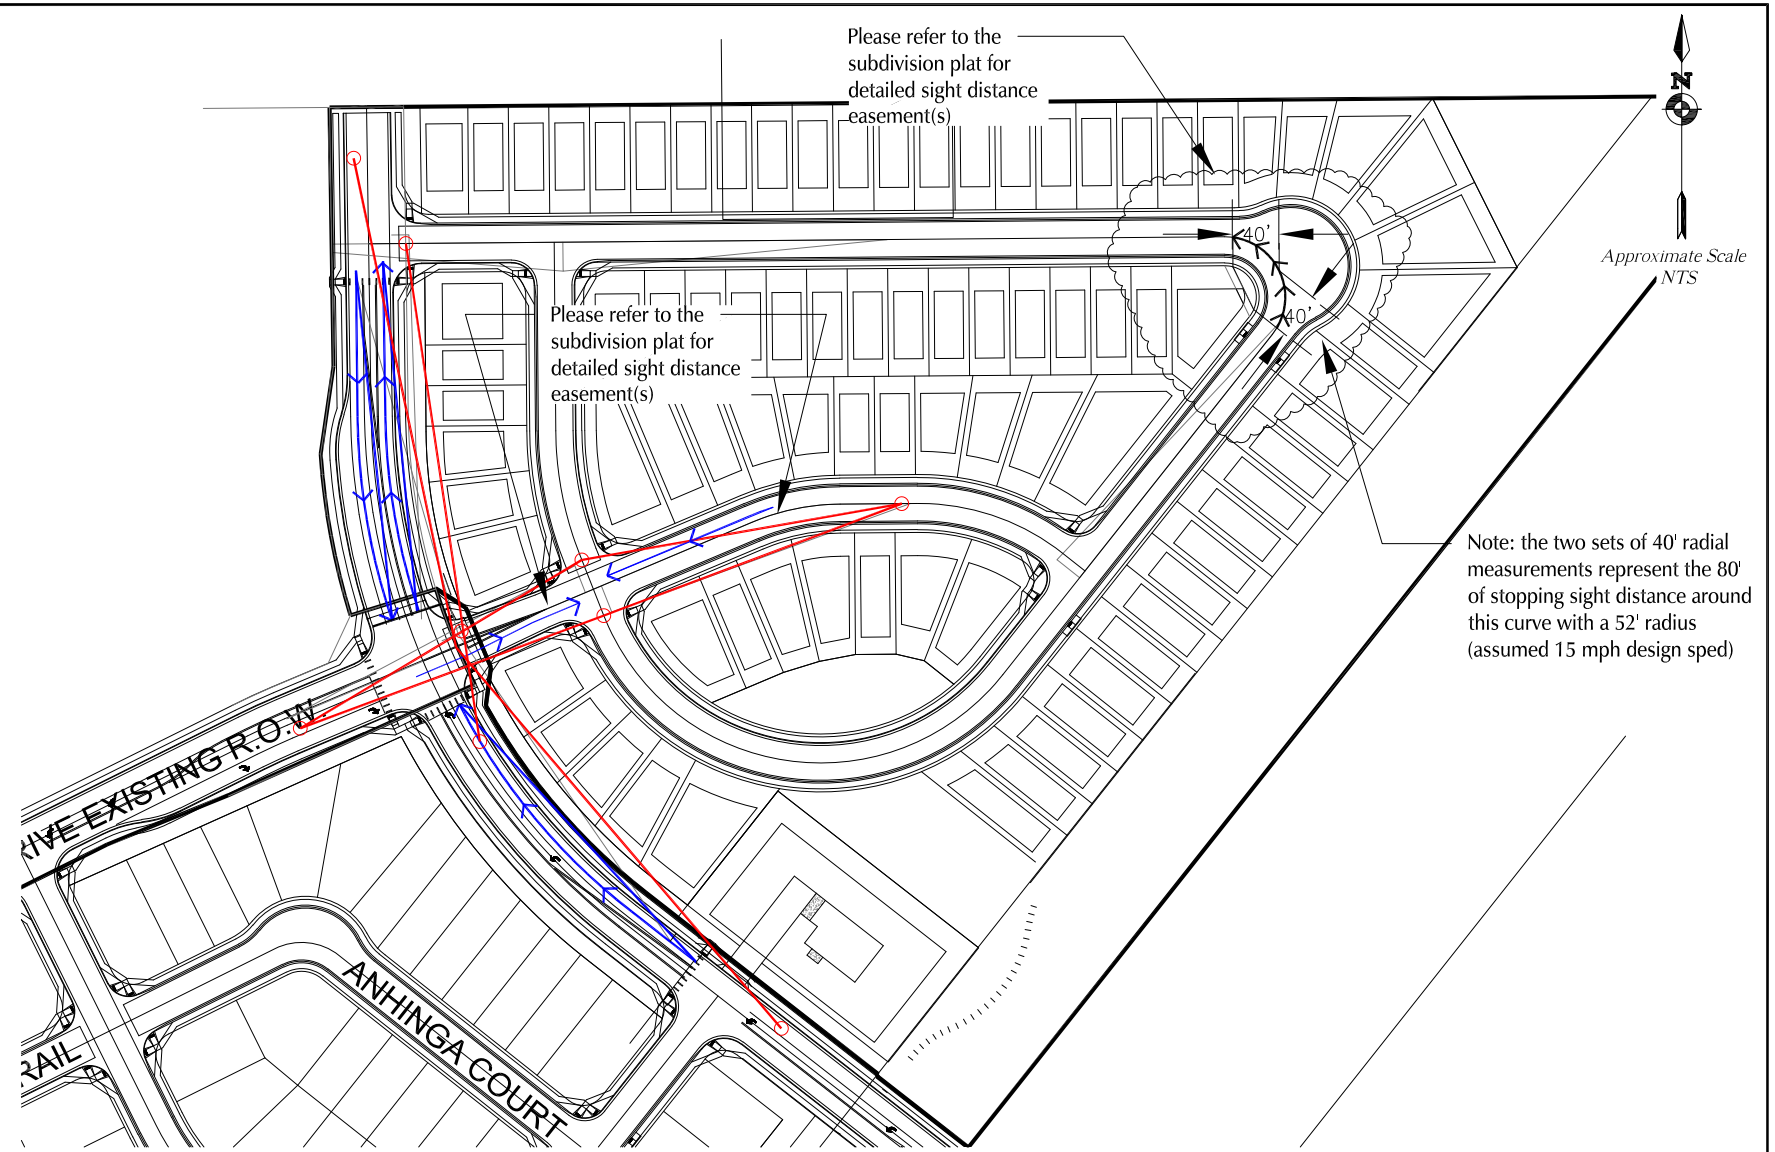 Please refer to the
subdivision plat for
detailed sight distance
easement(s)
N
Approximate Scale
NTS
40'
40'
Please refer to the
subdivision plat for
detailed sight distance
easement(s)
Note: the two sets of 40' radial
measurements represent the 80'
of stopping sight distance around
this curve with a 52' radius
(assumed 15 mph design sped)
RIVE EXISTING R.O.W
ANHINGA COURT
RAIL